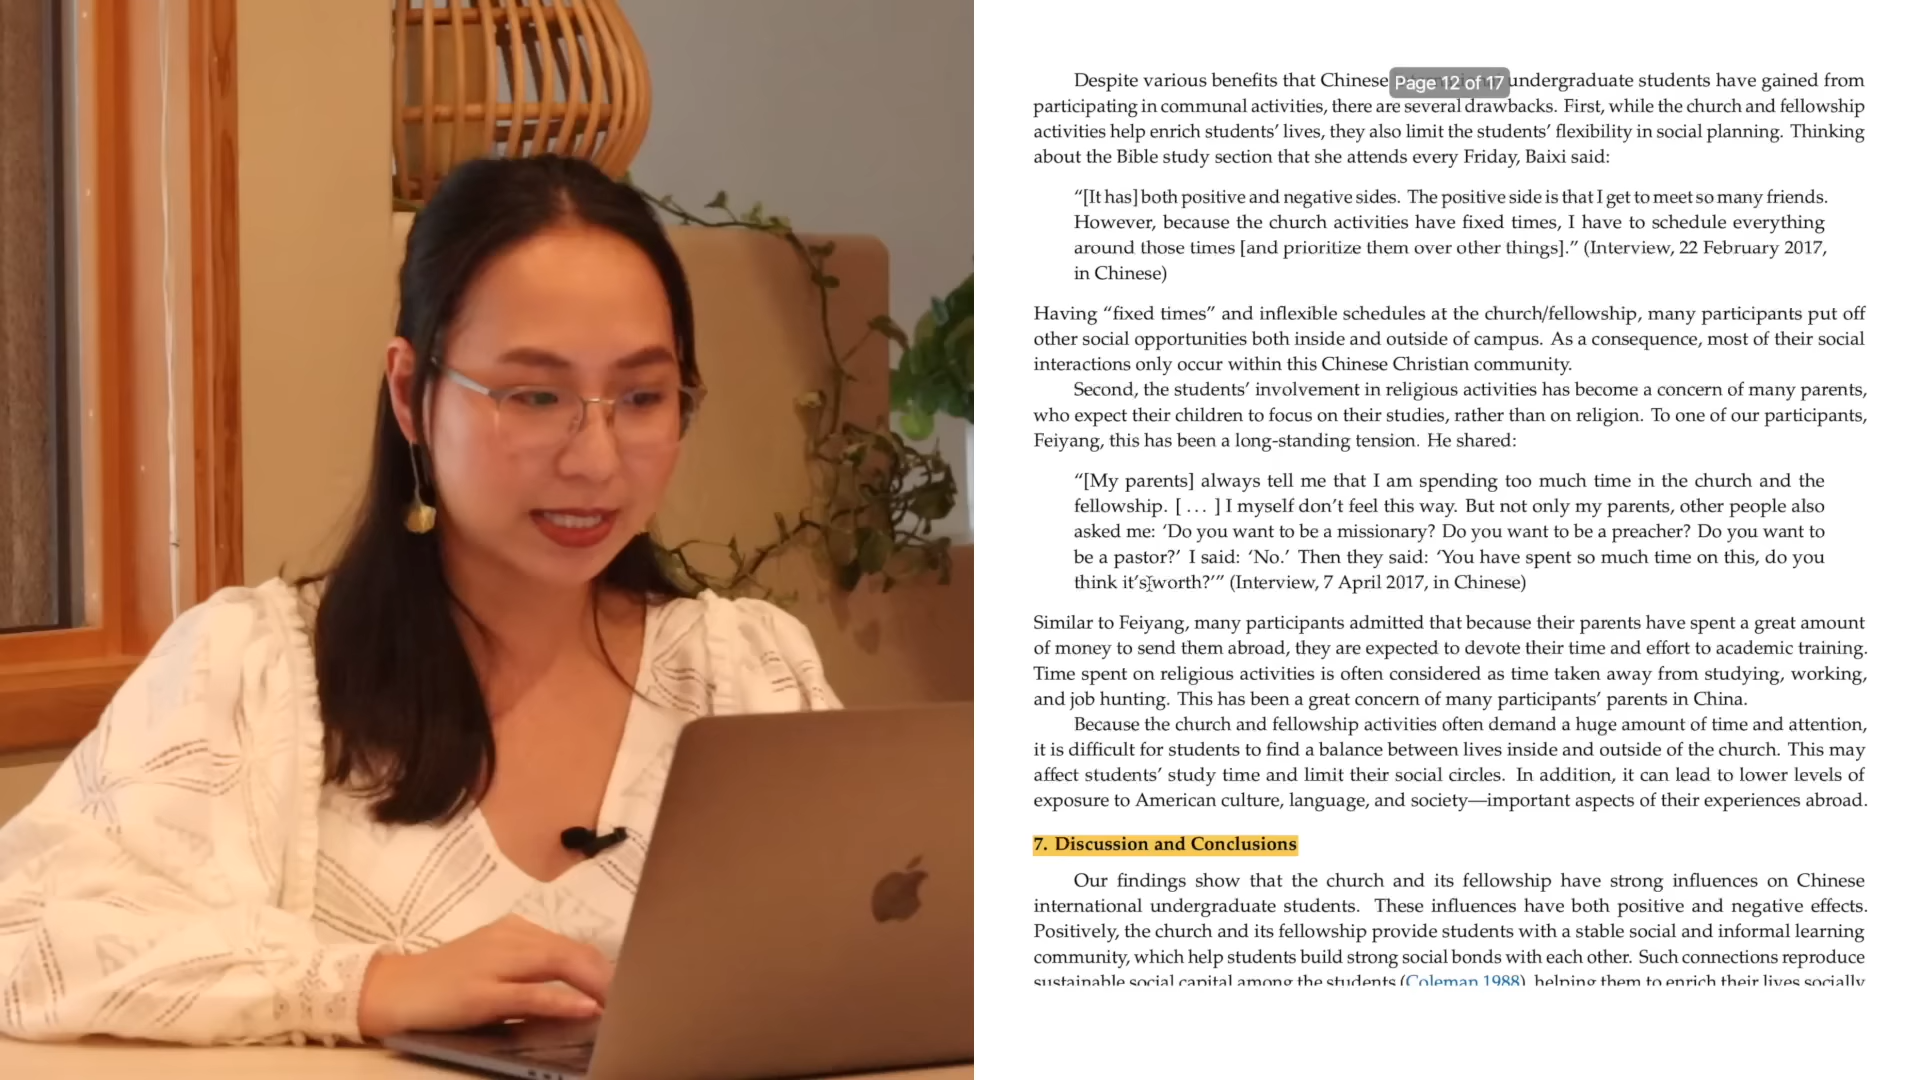 Despite various benefits that Chinese undergraduate students have gained from
Page 12 of 17
participating in communal activities, there are several drawbacks. First, while the church and fellowship
activities help enrich students' lives, they also limit the students' flexibility in social planning. Thinking
about the Bible study section that she attends every Friday, Baixi said:
“[It has] both positive and negative sides. The positive side is that I get to meet so many friends.
However, because the church activities have fixed times, I have to schedule everything
around those times [and prioritize them over other things].” (Interview, 22 February 2017,
in Chinese)
Having “fixed times” and inflexible schedules at the church/fellowship, many participants put off
other social opportunities both inside and outside of campus. As a consequence, most of their social
interactions only occur within this Chinese Christian community.
Second, the students' involvement in religious activities has become a concern of many parents,
who expect their children to focus on their studies, rather than on religion. To one of our participants,
Feiyang, this has been a long-standing tension. He shared:
“[My parents] always tell me that I am spending too much time in the church and the
fellowship. [ . . . ] I myself don't feel this way. But not only my parents, other people also
asked me: ‘Do you want to be a missionary? Do you want to be a preacher? Do you want to
be a pastor?’ I said: ‘No.’ Then they said: ‘You have spent so much time on this, do you
think it's worth?’” (Interview, 7 April 2017, in Chinese)
Similar to Feiyang, many participants admitted that because their parents have spent a great amount
of money to send them abroad, they are expected to devote their time and effort to academic training.
Time spent on religious activities is often considered as time taken away from studying, working,
and job hunting. This has been a great concern of many participants' parents in China.
Because the church and fellowship activities often demand a huge amount of time and attention,
it is difficult for students to find a balance between lives inside and outside of the church. This may
affect students' study time and limit their social circles. In addition, it can lead to lower levels of
exposure to American culture, language, and society—important aspects of their experiences abroad.
7. Discussion and Conclusions
Our findings show that the church and its fellowship have strong influences on Chinese
international undergraduate students. These influences have both positive and negative effects.
Positively, the church and its fellowship provide students with a stable social and informal learning
community, which help students build strong social bonds with each other. Such connections reproduce
sustainable social capital among the students (Coleman 1988), helping them to enrich their lives socially